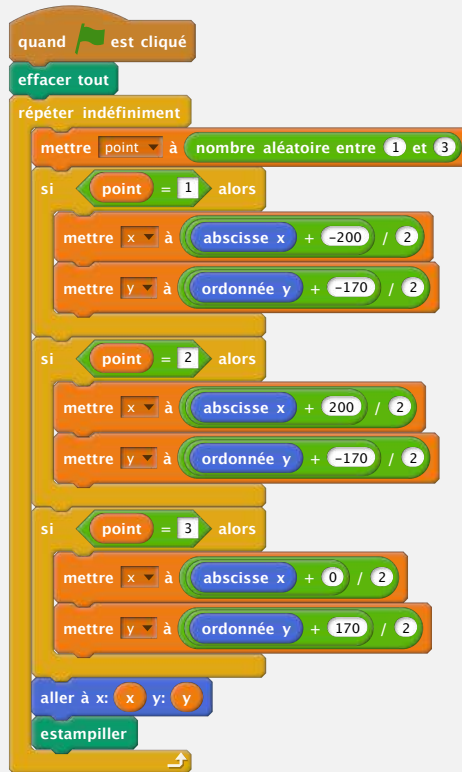 quand est cliqué
effacer tout
répéter indéfiniment
mettre point à nombre aléatoire entre 1 et 3
si point = 1 alors
mettre x à abscisse x + -200 / 2
mettre y à ordonnée y + -170 / 2
si point = 2 alors
mettre x à abscisse x + 200 / 2
mettre y à ordonnée y + -170 / 2
si point = 3 alors
mettre x à abscisse x + 0 / 2
mettre y à ordonnée y + 170 / 2
aller à x: x y: y
estampiller